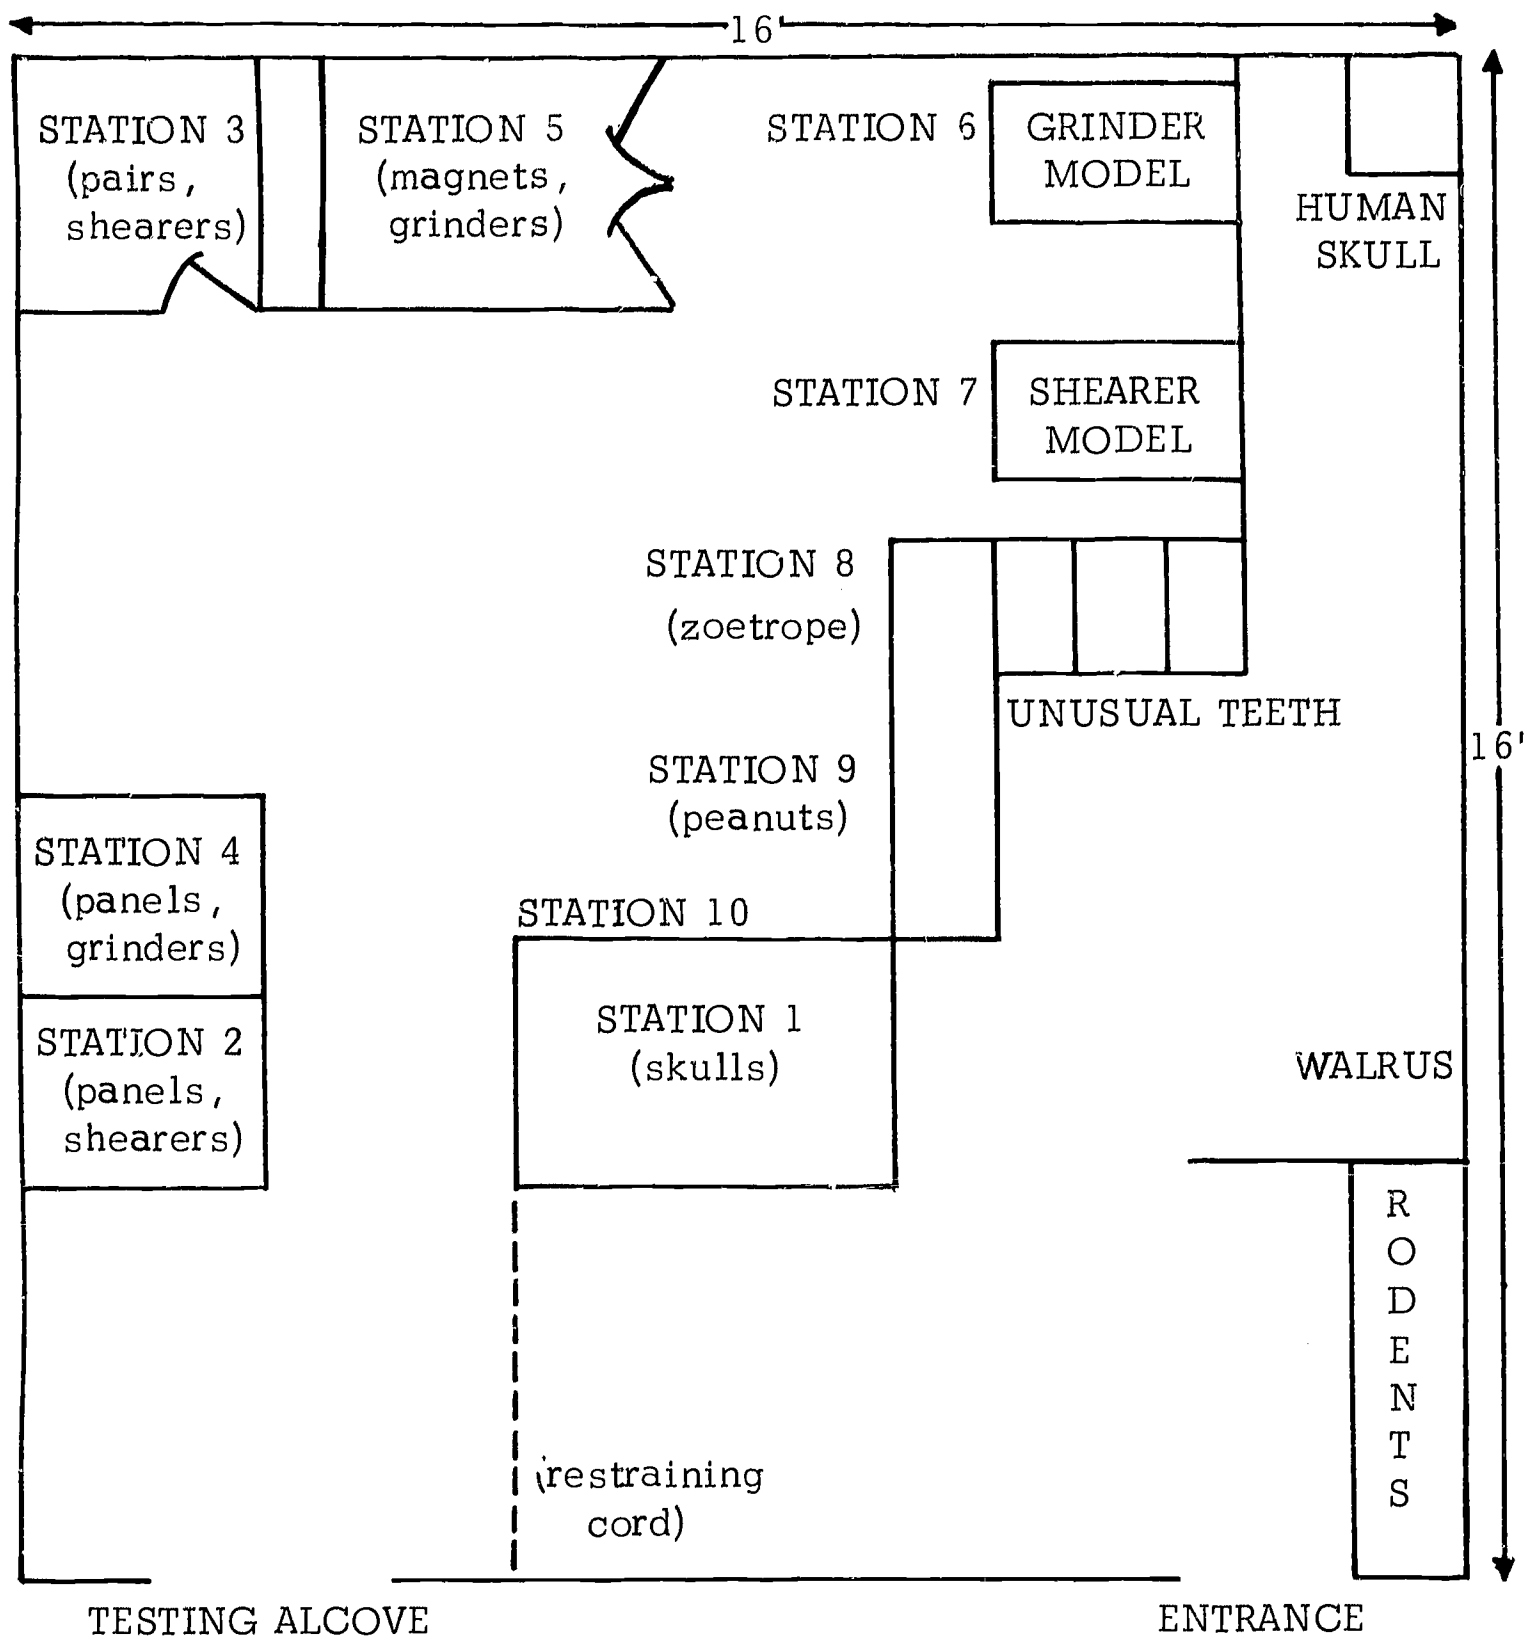 16'
STATION 3
(pairs,
shearers)
STATION 5
(magnets,
grinders)
STATION 6
GRINDER
MODEL
HUMAN
SKULL
STATION 7
SHEARER
MODEL
STATION 8
(zoetrope)
UNUSUAL TEETH
16'
STATION 9
(peanuts)
STATION 4
(panels,
grinders)
STATION 10
STATION 2
(panels,
shearers)
STATION 1
(skulls)
WALRUS
RODENTS
(restraining
cord)
TESTING ALCOVE
ENTRANCE